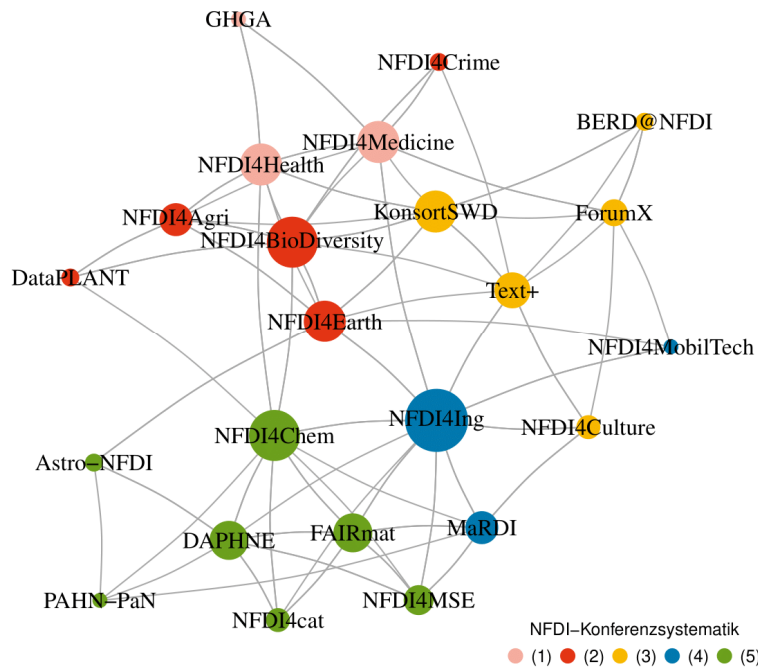 GHGA
NFDI4Crime
BERD@NFDI
NFDI4Medicine
NFDI4Health
KonsortSWD
ForumX
NFDI4Agri
NFDI4BioDiversity
DataPLANT
Text+
NFDI4Earth
NFDI4MobilTech
NFDI4Ing
NFDI4Culture
NFDI4Chem
Astro−NFDI
MaRDI
FAIRmat
DAPHNE
PAHN−PaN
NFDI4MSE
NFDI4cat
NFDI−Konferenzsystematik
(1) (2) (3) (4) (5)